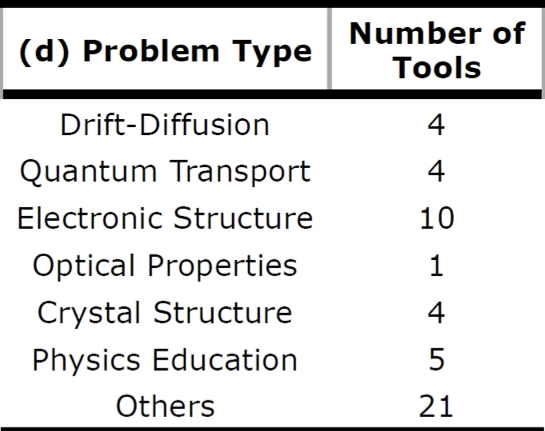 (d) Problem Type Number of Tools
Drift-Diffusion 4
Quantum Transport 4
Electronic Structure 10
Optical Properties 1
Crystal Structure 4
Physics Education 5
Others 21